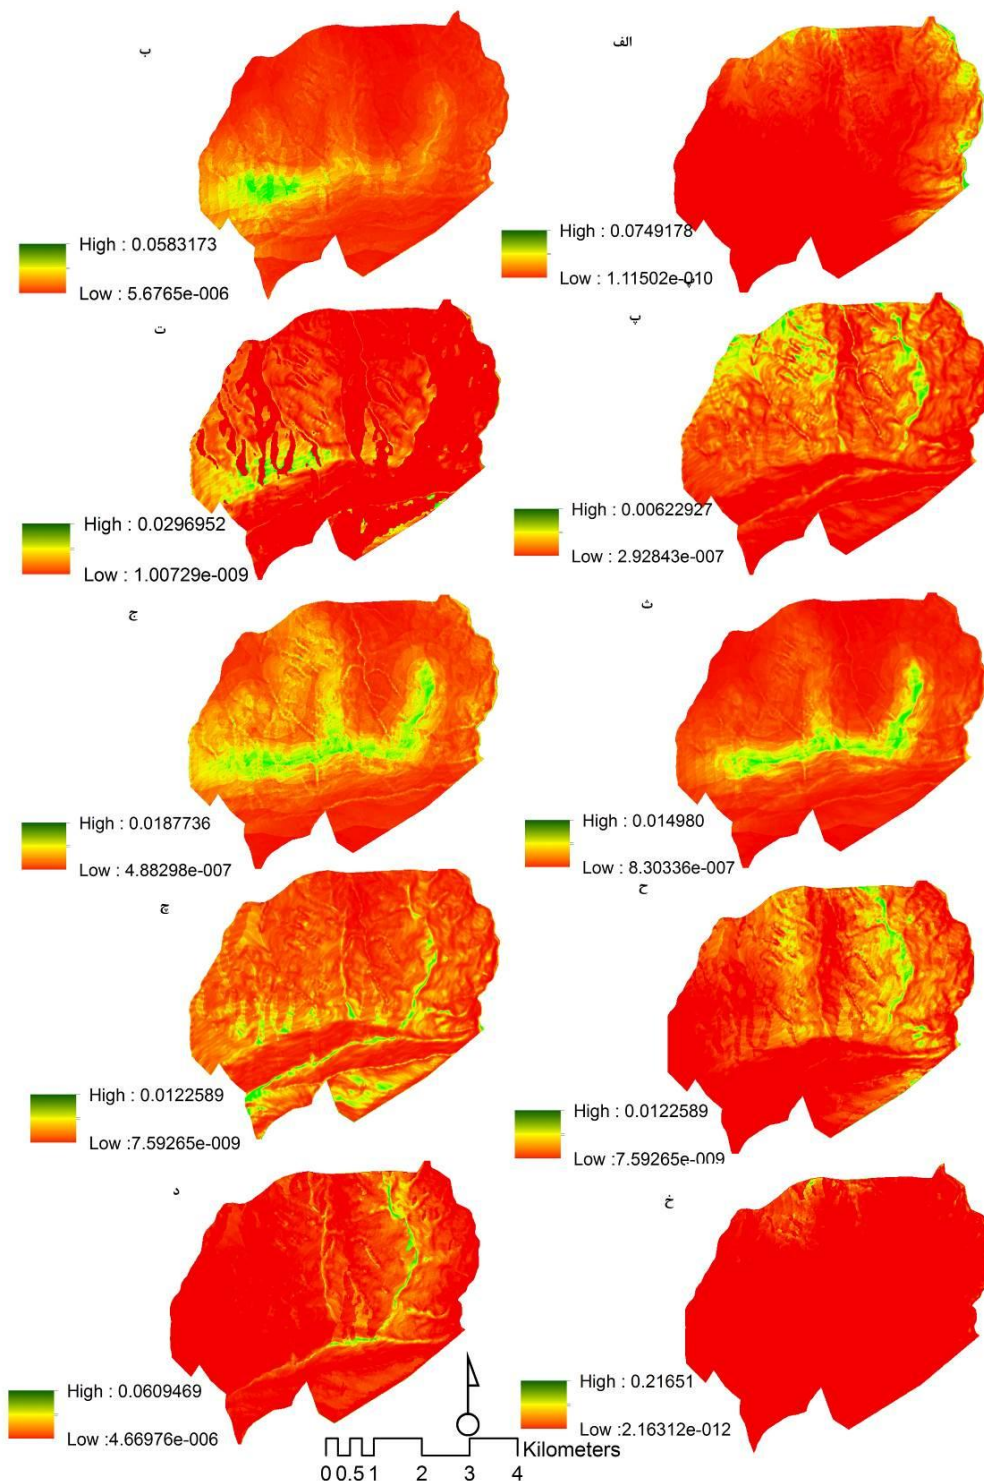 الف
High : 0.0749178
Low : 1.11502e-010
ب
High : 0.0583173
Low : 5.6765e-006
پ
High : 0.00622927
Low : 2.92843e-007
ت
High : 0.0296952
Low : 1.00729e-009
ث
High : 0.014980
Low : 8.30336e-007
ج
High : 0.0187736
Low : 4.88298e-007
چ
High : 0.0122589
Low :7.59265e-009
ح
High : 0.0122589
Low :7.59265e-009
خ
High : 0.21651
Low :2.16312e-012
د
High : 0.0609469
Low :4.66976e-006
Kilometers
0 0.5 1 2 3 4